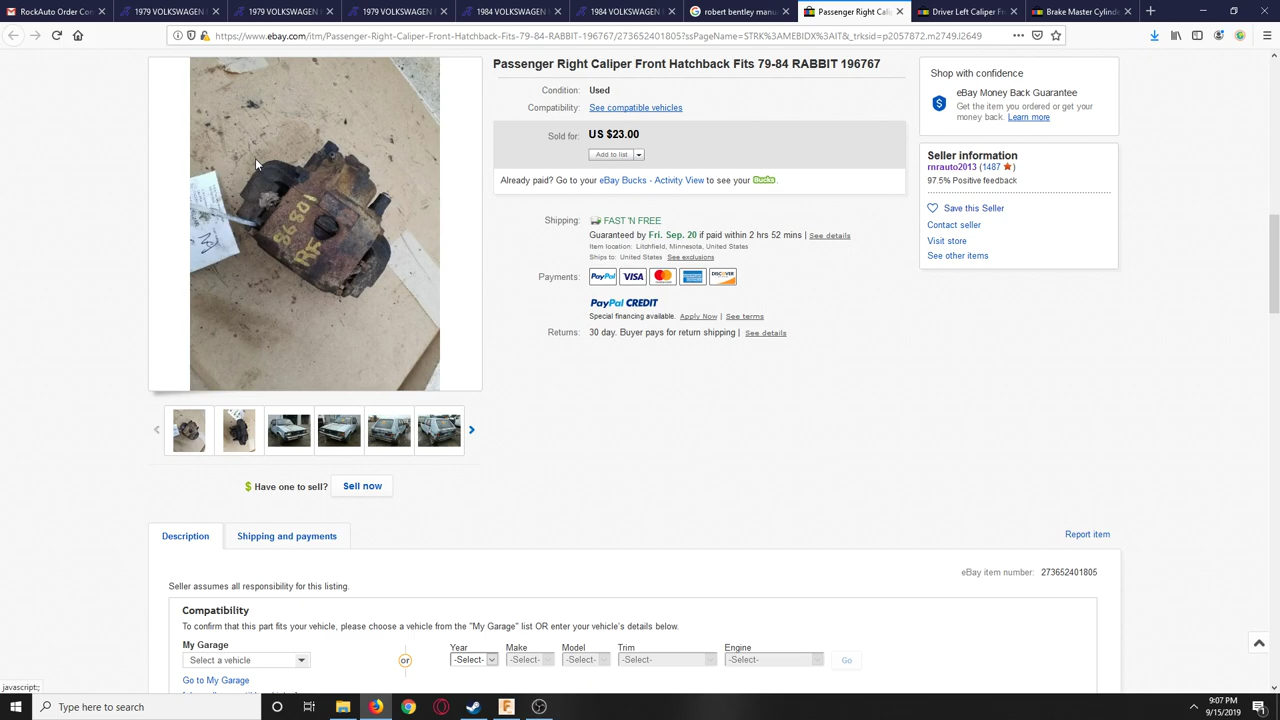 RockAuto Order Con
1979 VOLKSWAGEN
1979 VOLKSWAGEN
1979 VOLKSWAGEN
1984 VOLKSWAGEN
1984 VOLKSWAGEN
robert bentley manu
Passenger Right Cali
Driver Left Caliper Fr
Brake Master Cylinde
https://www.ebay.com/itm/Passenger-Right-Caliper-Front-Hatchback-Fits-79-84-RABBIT-196767/273652401805?ssPageName=STRK%3AMEBIDX%3AIT&_trksid=p2057872.m2749.l2649
Passenger Right Caliper Front Hatchback Fits 79-84 RABBIT 196767
Condition: Used
Compatibility: See compatible vehicles
Sold for: US $23.00
Add to list
Already paid? Go to your eBay Bucks - Activity View to see your Bucks.
Shipping: FAST 'N FREE
Guaranteed by Fri. Sep. 20 if paid within 2 hrs 52 mins | See details
Item location: Litchfield, Minnesota, United States
Ships to: United States See exclusions
Payments: PayPal VISA MasterCard AMERICAN EXPRESS DISCOVER
PayPal CREDIT
Special financing available. Apply Now | See terms
Returns: 30 day. Buyer pays for return shipping | See details
Shop with confidence
eBay Money Back Guarantee
Get the item you ordered or get your
money back. Learn more
Seller information
rnrauto2013 (1487 )
97.5% Positive feedback
Save this Seller
Contact seller
Visit store
See other items
RF
$ Have one to sell? Sell now
Description
Shipping and payments
Report item
eBay item number: 273652401805
Seller assumes all responsibility for this listing.
Compatibility
To confirm that this part fits your vehicle, please choose a vehicle from the "My Garage" list OR enter your vehicle's details below.
My Garage
Select a vehicle
Go to My Garage
or
Year Make Model Trim Engine
-Select- -Select- -Select- -Select- -Select- Go
javascript:;
Type here to search
9:07 PM
9/15/2019